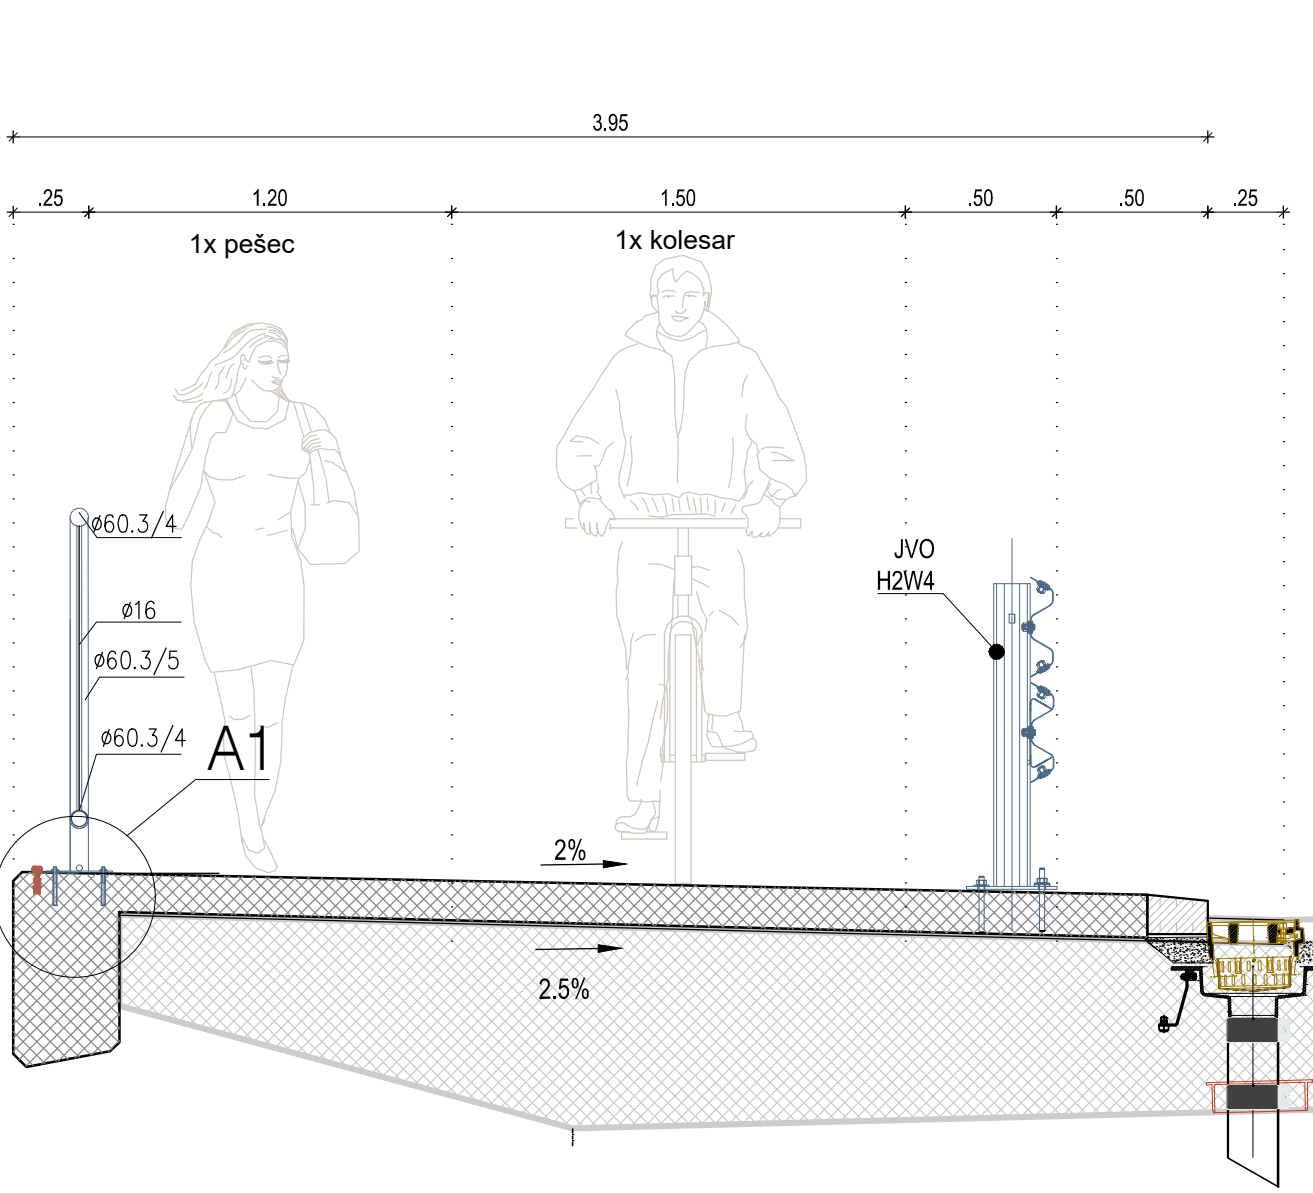 3.95
.25 1.20 1.50 .50 .50 .25
1x pešec 1x kolesar
ø60.3/4
JVO
H2W4
ø16
ø60.3/5
ø60.3/4
A1
2%
2.5%